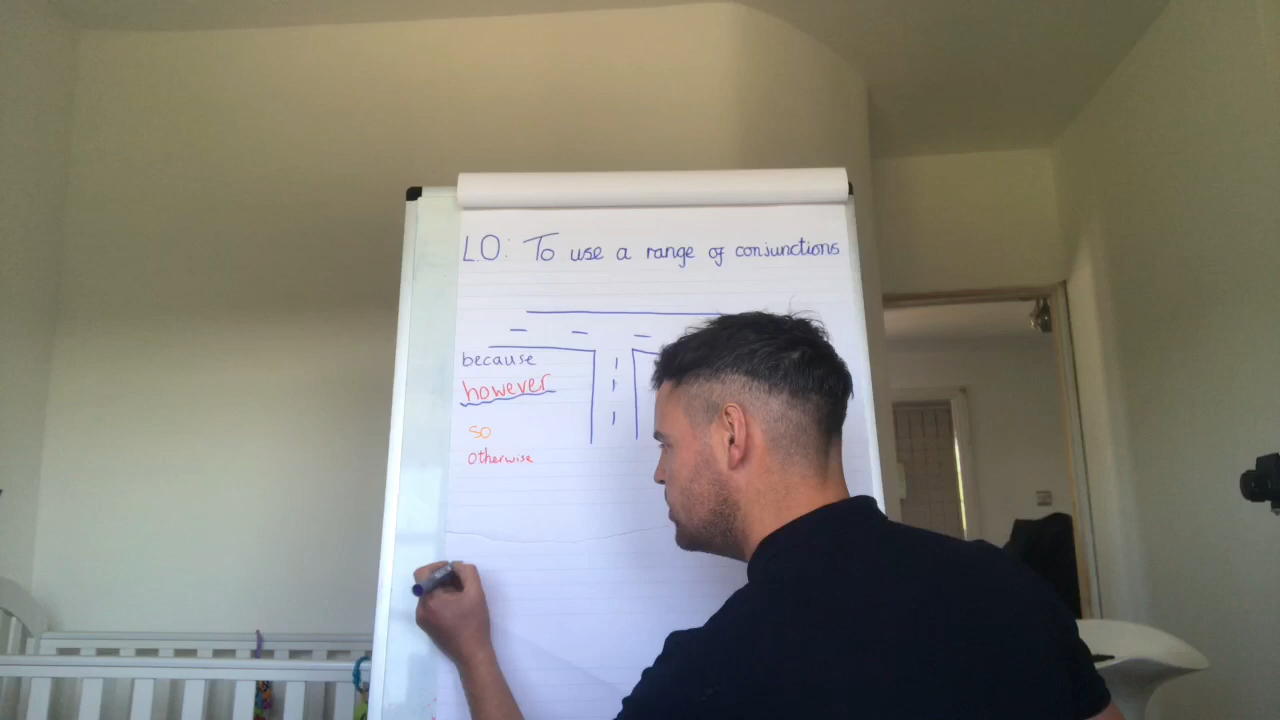 L.O: To use a range of conjunctions
because
however
so
otherwise